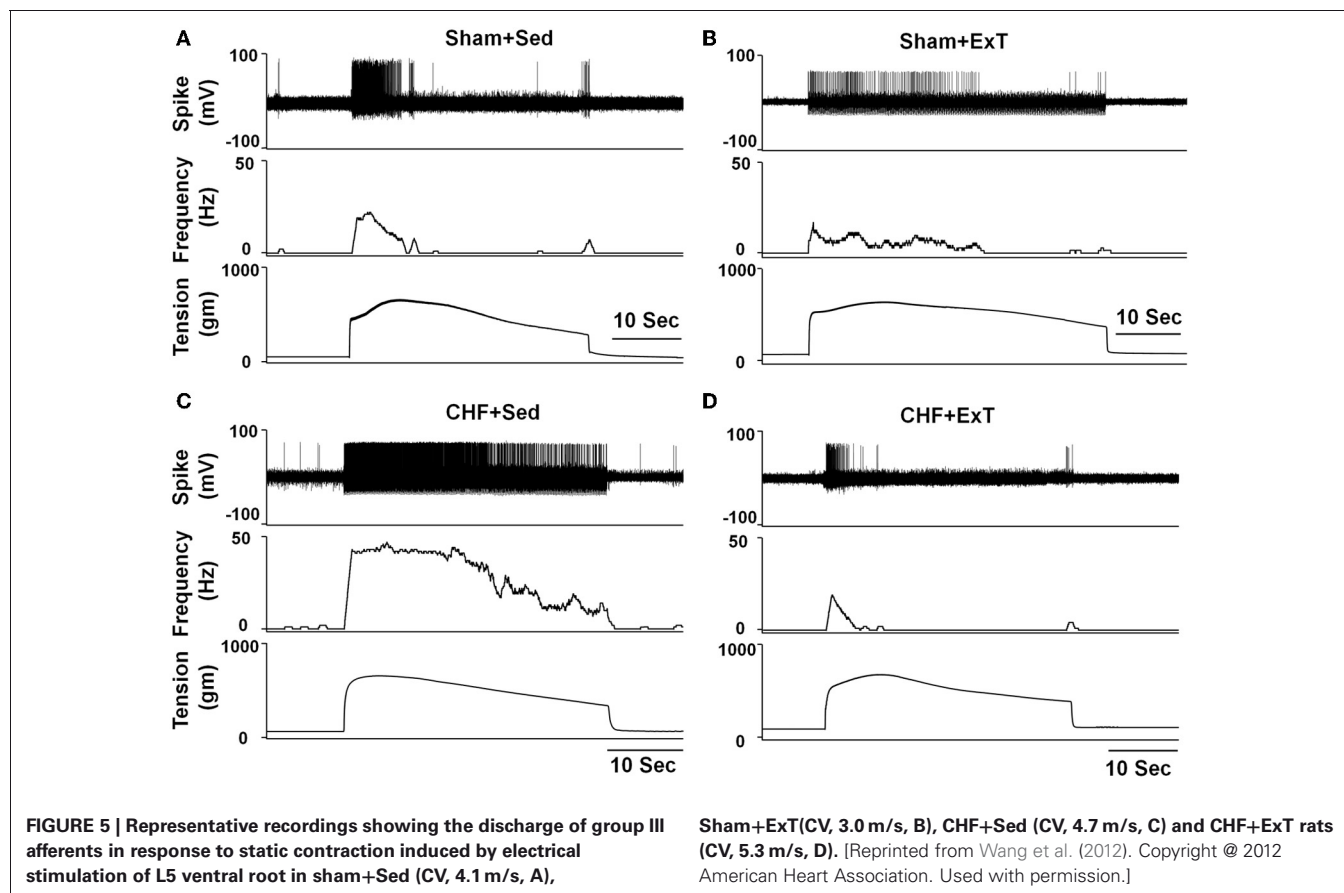 A
Sham+Sed
Spike
(mV)
100
-100
Frequency
(Hz)
50
0
Tension
(gm)
1000
0
10 Sec
B
Sham+ExT
100
-100
50
0
1000
0
10 Sec
C
CHF+Sed
Spike
(mV)
100
-100
Frequency
(Hz)
50
0
Tension
(gm)
1000
0
10 Sec
D
CHF+ExT
100
-100
50
0
1000
0
10 Sec
FIGURE 5 | Representative recordings showing the discharge of group III
afferents in response to static contraction induced by electrical
stimulation of L5 ventral root in sham+Sed (CV, 4.1 m/s, A),
Sham+ExT(CV, 3.0 m/s, B), CHF+Sed (CV, 4.7 m/s, C) and CHF+ExT rats
(CV, 5.3 m/s, D). [Reprinted from Wang et al. (2012). Copyright @ 2012
American Heart Association. Used with permission.]